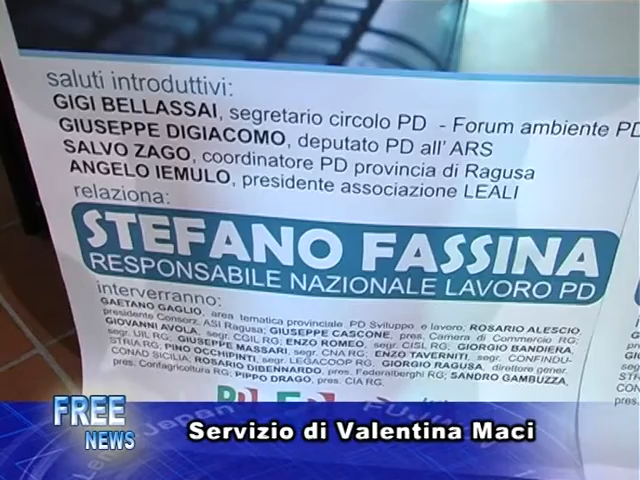 saluti introduttivi:
GIGI BELLASSAI, segretario circolo PD - Forum ambiente PD
GIUSEPPE DIGIACOMO, deputato PD all' ARS
SALVO ZAGO, coordinatore PD provincia di Ragusa
ANGELO IEMULO, presidente associazione LEALI
relaziona:
STEFANO FASSINA
RESPONSABILE NAZIONALE LAVORO PD
interverranno:
GAETANO GAGLIO, area tematica provinciale PD Sviluppo e lavoro, ROSARIO ALESCIO,
presidente Consorz. ASI Ragusa; GIUSEPPE CASCONE, pres. Camera di Commercio RG;
GIOVANNI AVOLA, segr. CGIL RG; ENZO ROMEO, segr. CISL RG; GIORGIO BANDIERA,
segr. UIL RG; GIUSEPPE MASSARI, segr. CNA RG; ENZO TAVERNITI, segr. CONFINDU-
STRIA RG; PINO OCCHIPINTI, segr. LEGACOOP RG; GIORGIO RAGUSA, direttore gener.
CONAD SICILIA; ROSARIO DIBENNARDO, pres. Federalberghi RG; SANDRO GAMBUZZA,
pres. Confagricoltura RG; PIPPO DRAGO, pres. CIA RG.
FREE
NEWS
Servizio di Valentina Maci